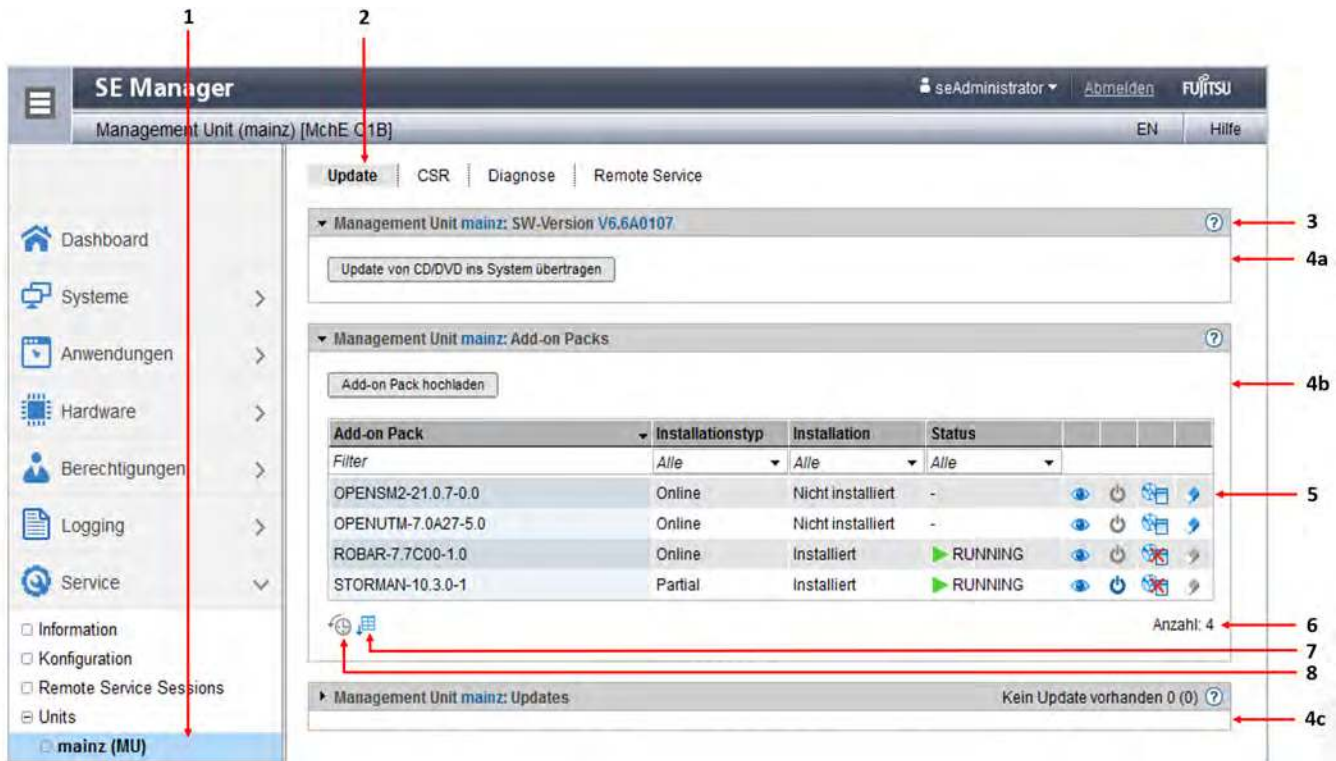 1
2
SE Manager
seAdministrator
Abmelden
FUJITSU
Management Unit (mainz) [MchE C1B]
EN
Hilfe
Update
CSR
Diagnose
Remote Service
Management Unit mainz: SW-Version V6.6A0107
3
Update von CD/DVD ins System übertragen
4a
Dashboard
Systeme
Anwendungen
Hardware
Berechtigungen
Logging
Service
Information
Konfiguration
Remote Service Sessions
Units
mainz (MU)
Management Unit mainz: Add-on Packs
Add-on Pack hochladen
4b
Add-on Pack Installationstyp Installation Status
Filter Alle Alle Alle
OPENSM2-21.0.7-0.0 Online Nicht installiert -
5
OPENUTM-7.0A27-5.0 Online Nicht installiert -
ROBAR-7.7C00-1.0 Online Installiert RUNNING
STORMAN-10.3.0-1 Partial Installiert RUNNING
Anzahl: 4
6
7
8
Management Unit mainz: Updates
Kein Update vorhanden 0 (0)
4c